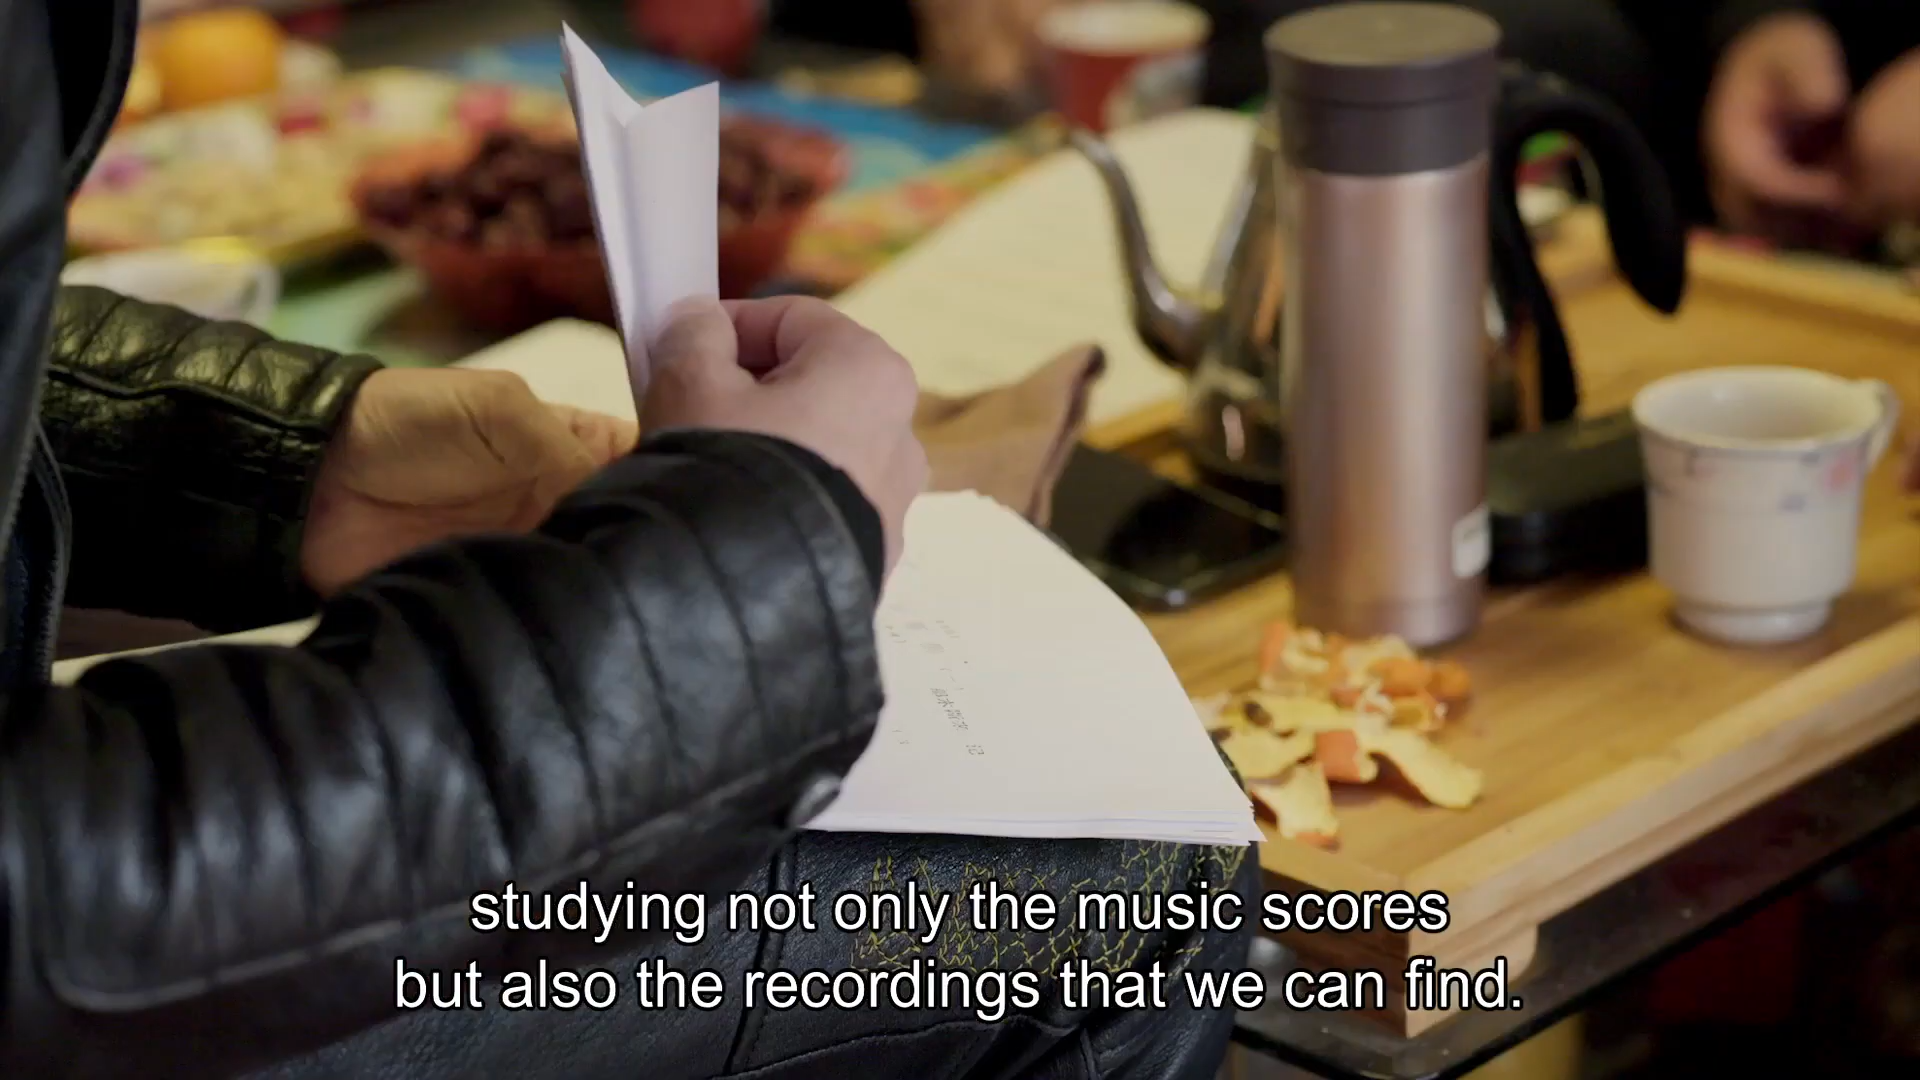 studying not only the music scores
but also the recordings that we can find.